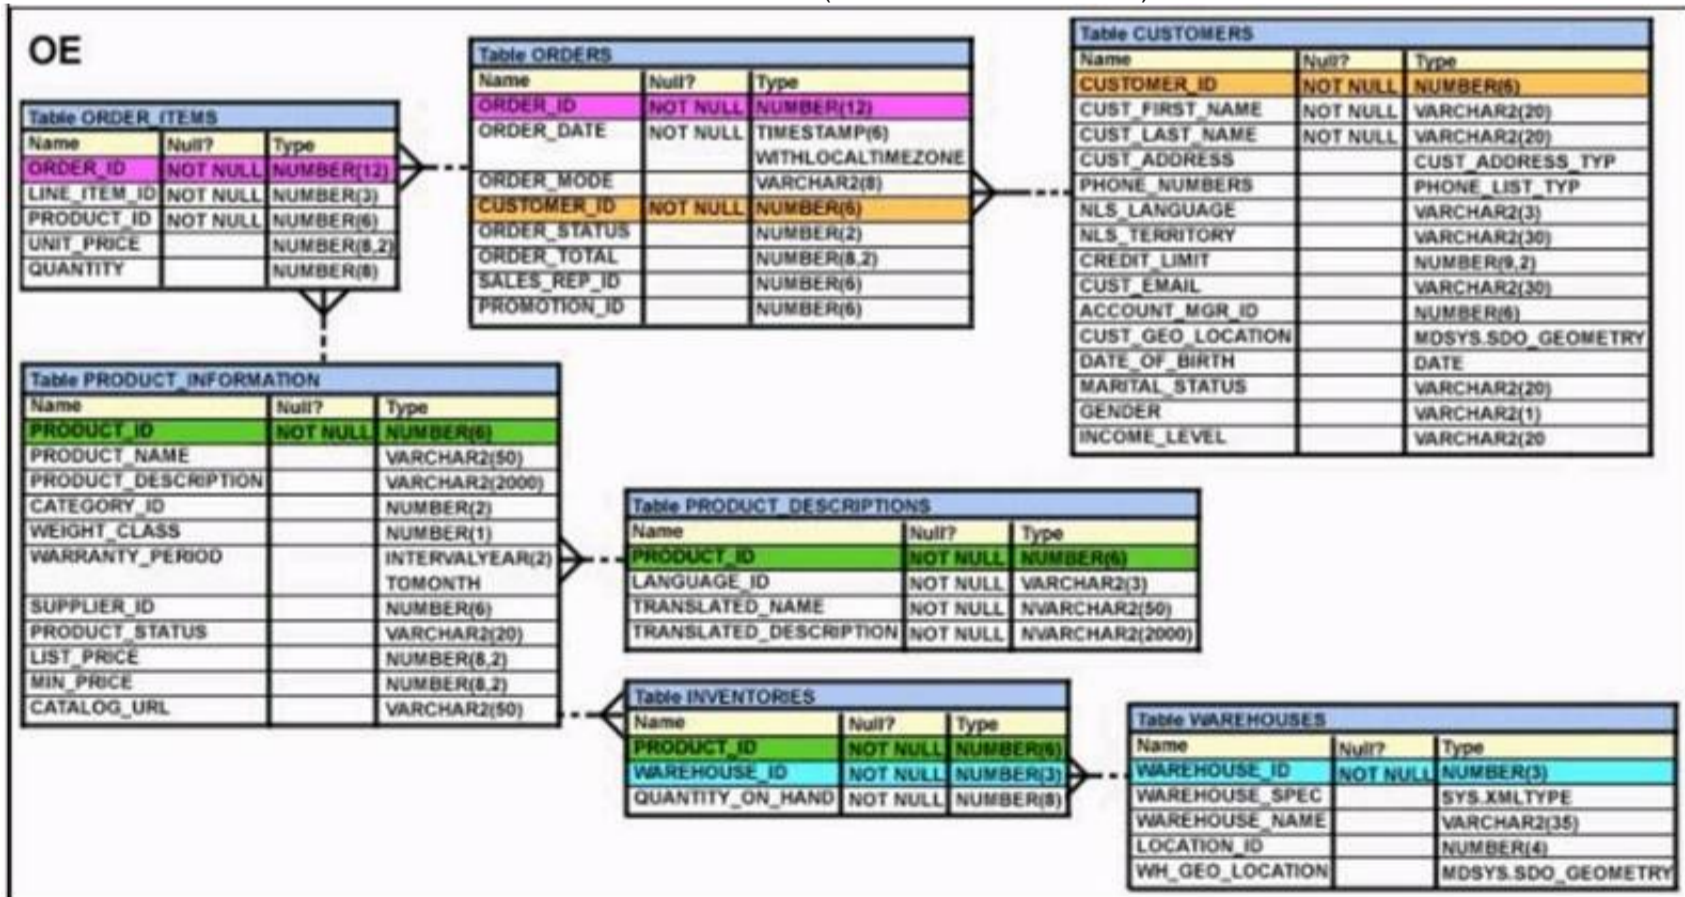 OE
Table ORDER_ITEMS
Name Null? Type
ORDER_ID NOT NULL NUMBER(12)
LINE_ITEM_ID NOT NULL NUMBER(3)
PRODUCT_ID NOT NULL NUMBER(6)
UNIT_PRICE NUMBER(8,2)
QUANTITY NUMBER(8)
Table ORDERS
Name Null? Type
ORDER_ID NOT NULL NUMBER(12)
ORDER_DATE NOT NULL TIMESTAMP(6)
WITHLOCALTIMEZONE
ORDER_MODE VARCHAR2(8)
CUSTOMER_ID NOT NULL NUMBER(6)
ORDER_STATUS NUMBER(2)
ORDER_TOTAL NUMBER(8,2)
SALES_REP_ID NUMBER(6)
PROMOTION_ID NUMBER(6)
Table CUSTOMERS
Name Null? Type
CUSTOMER_ID NOT NULL NUMBER(6)
CUST_FIRST_NAME NOT NULL VARCHAR2(20)
CUST_LAST_NAME NOT NULL VARCHAR2(20)
CUST_ADDRESS CUST_ADDRESS_TYP
PHONE_NUMBERS PHONE_LIST_TYP
NLS_LANGUAGE VARCHAR2(3)
NLS_TERRITORY VARCHAR2(30)
CREDIT_LIMIT NUMBER(9,2)
CUST_EMAIL VARCHAR2(30)
ACCOUNT_MGR_ID NUMBER(6)
CUST_GEO_LOCATION MDSYS.SDO_GEOMETRY
DATE_OF_BIRTH DATE
MARITAL_STATUS VARCHAR2(20)
GENDER VARCHAR2(1)
INCOME_LEVEL VARCHAR2(20
Table PRODUCT_INFORMATION
Name Null? Type
PRODUCT_ID NOT NULL NUMBER(6)
PRODUCT_NAME VARCHAR2(50)
PRODUCT_DESCRIPTION VARCHAR2(2000)
CATEGORY_ID NUMBER(2)
WEIGHT_CLASS NUMBER(1)
WARRANTY_PERIOD INTERVALYEAR(2)
TOMONTH
SUPPLIER_ID NUMBER(6)
PRODUCT_STATUS VARCHAR2(20)
LIST_PRICE NUMBER(8,2)
MIN_PRICE NUMBER(8,2)
CATALOG_URL VARCHAR2(50)
Table PRODUCT_DESCRIPTIONS
Name Null? Type
PRODUCT_ID NOT NULL NUMBER(6)
LANGUAGE_ID NOT NULL VARCHAR2(3)
TRANSLATED_NAME NOT NULL NVARCHAR2(50)
TRANSLATED_DESCRIPTION NOT NULL NVARCHAR2(2000)
Table INVENTORIES
Name Null? Type
PRODUCT_ID NOT NULL NUMBER(6)
WAREHOUSE_ID NOT NULL NUMBER(3)
QUANTITY_ON_HAND NOT NULL NUMBER(8)
Table WAREHOUSES
Name Null? Type
WAREHOUSE_ID NOT NULL NUMBER(3)
WAREHOUSE_SPEC SYS.XMLTYPE
WAREHOUSE_NAME VARCHAR2(35)
LOCATION_ID NUMBER(4)
WH_GEO_LOCATION MDSYS.SDO_GEOMETRY